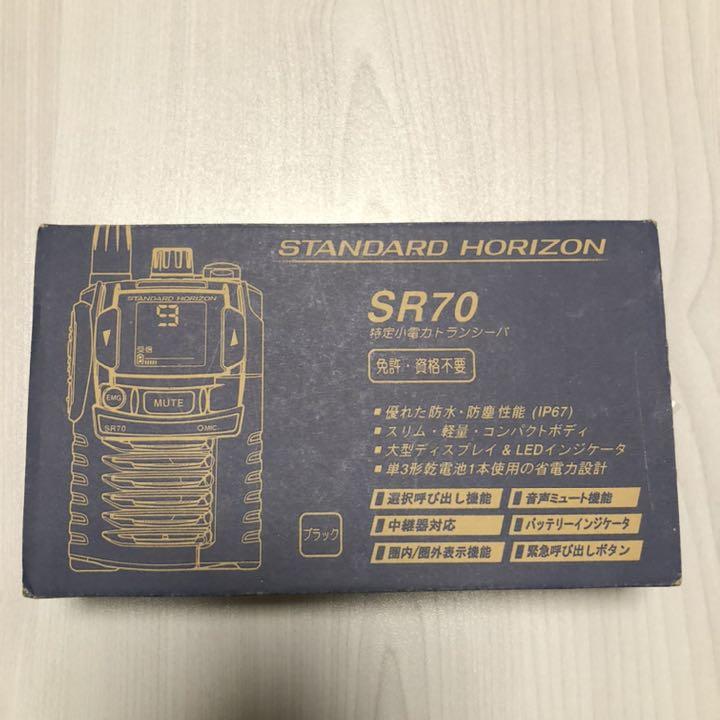 STANDARD HORIZON
SR70
特定小電力トランシーバ
免許・資格不要
■ 優れた防水・防塵性能 (IP67)
■ スリム・軽量・コンパクトボディ
■ 大型ディスプレイ & LEDインジケータ
■ 単3形乾電池1本使用の省電力設計
選択呼び出し機能
音声ミュート機能
中継器対応
バッテリーインジケータ
圏内/圏外表示機能
緊急呼び出しボタン
ブラック
STANDARD HORIZON
9
受信
EMG
MUTE
SR70
MIC